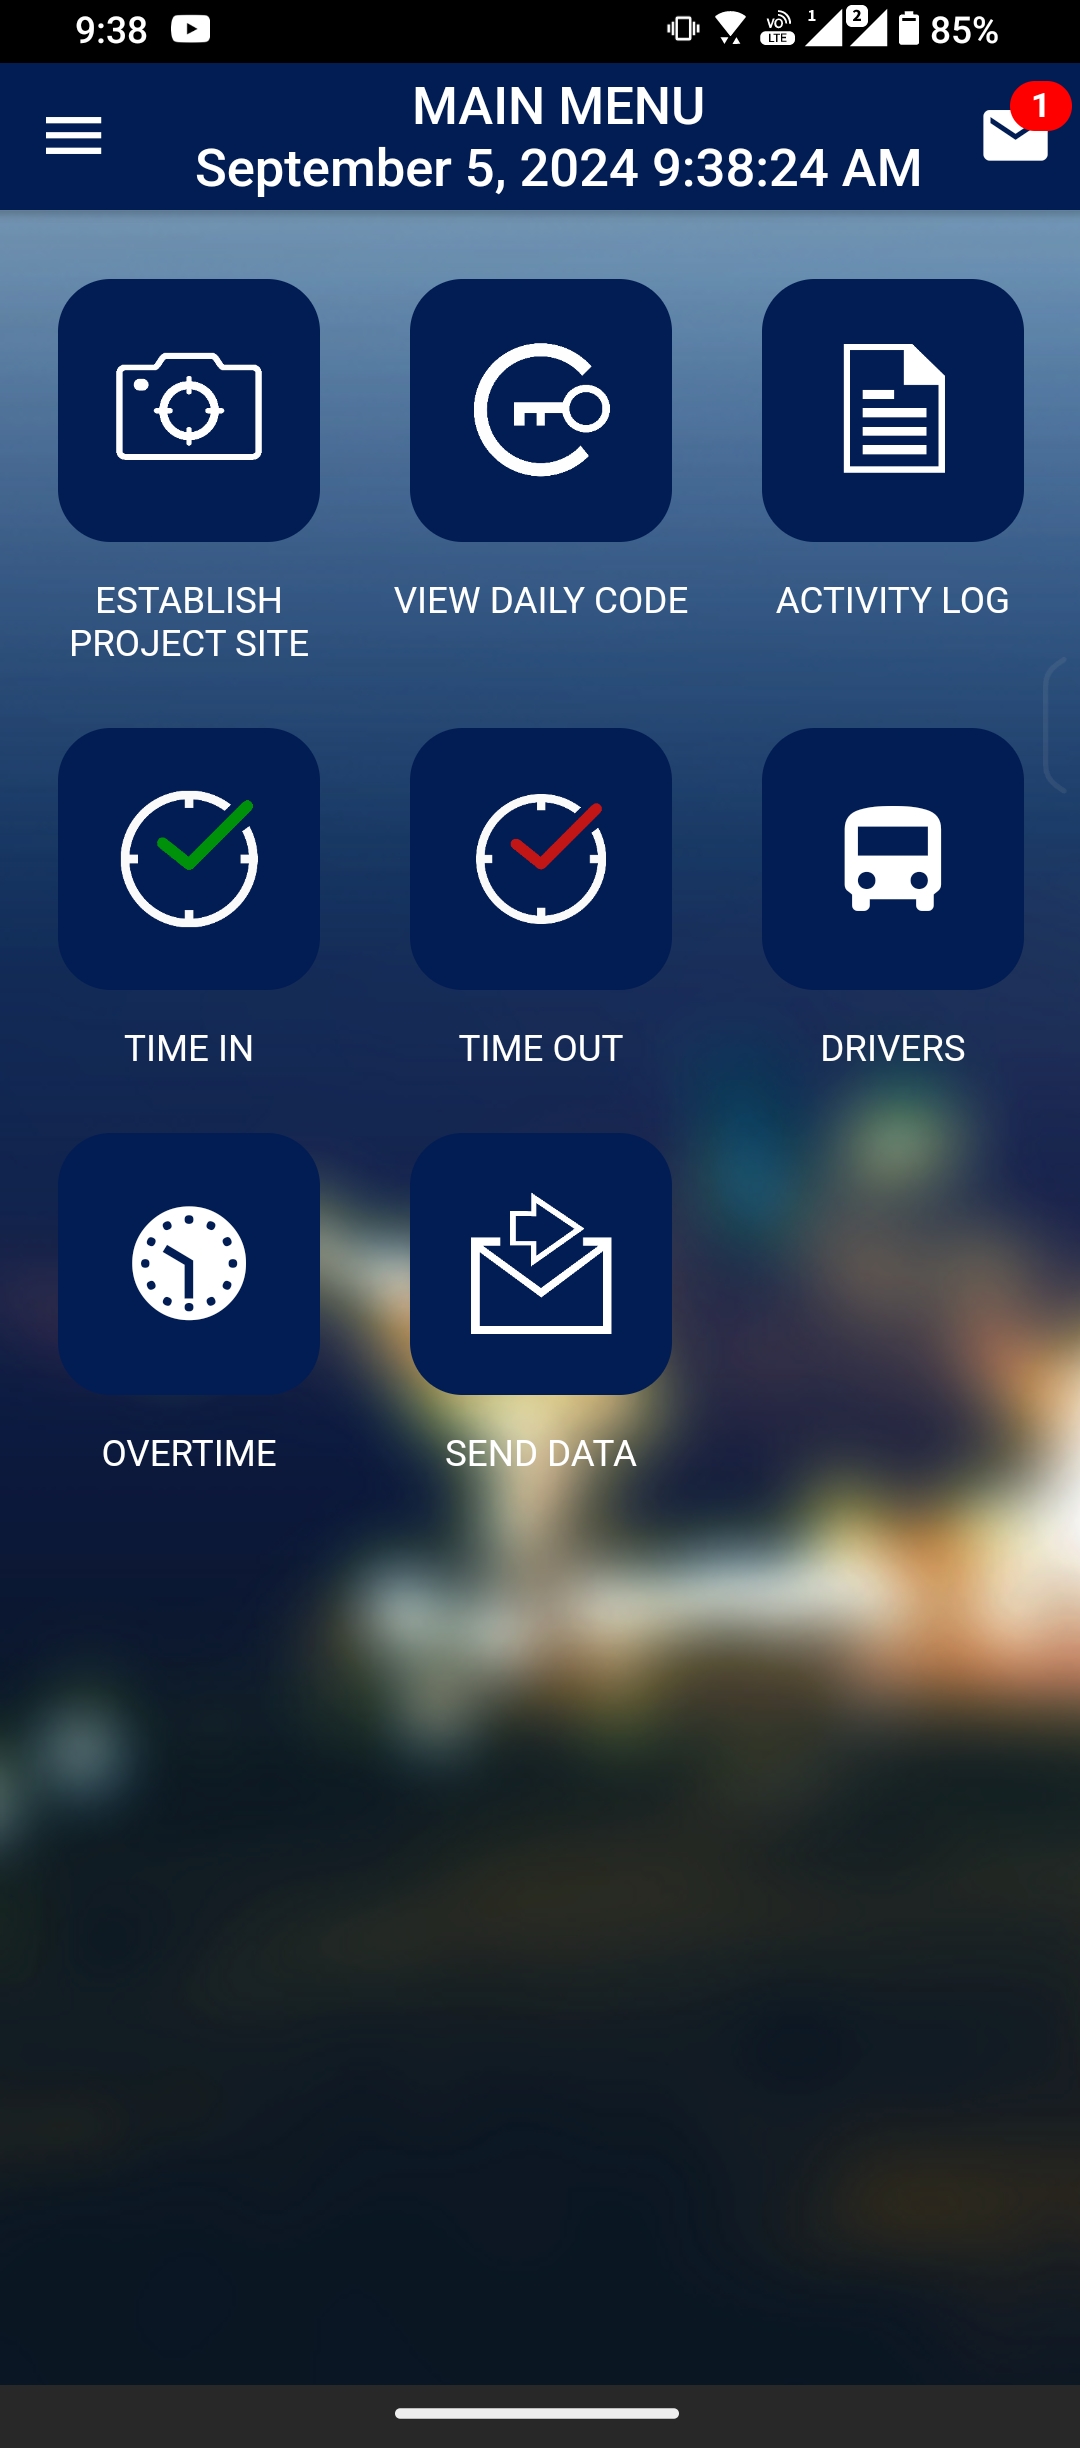 9:38
VO LTE 1 2 85%
MAIN MENU
1
September 5, 2024 9:38:24 AM
ESTABLISH
PROJECT SITE
VIEW DAILY CODE
ACTIVITY LOG
TIME IN
TIME OUT
DRIVERS
OVERTIME
SEND DATA